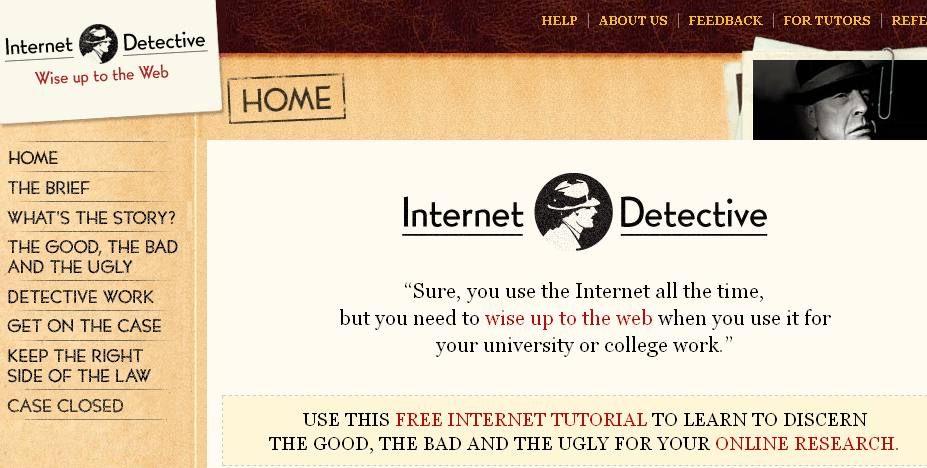 HELP
ABOUT US
FEEDBACK
FOR TUTORS
Internet Detective
Wise up to the Web
HOME
HOME
THE BRIEF
WHAT'S THE STORY?
THE GOOD, THE BAD
AND THE UGLY
DETECTIVE WORK
GET ON THE CASE
KEEP THE RIGHT
SIDE OF THE LAW
CASE CLOSED
Internet Detective
“Sure, you use the Internet all the time,
but you need to wise up to the web when you use it for
your university or college work.”
USE THIS FREE INTERNET TUTORIAL TO LEARN TO DISCERN
THE GOOD, THE BAD AND THE UGLY FOR YOUR ONLINE RESEARCH.